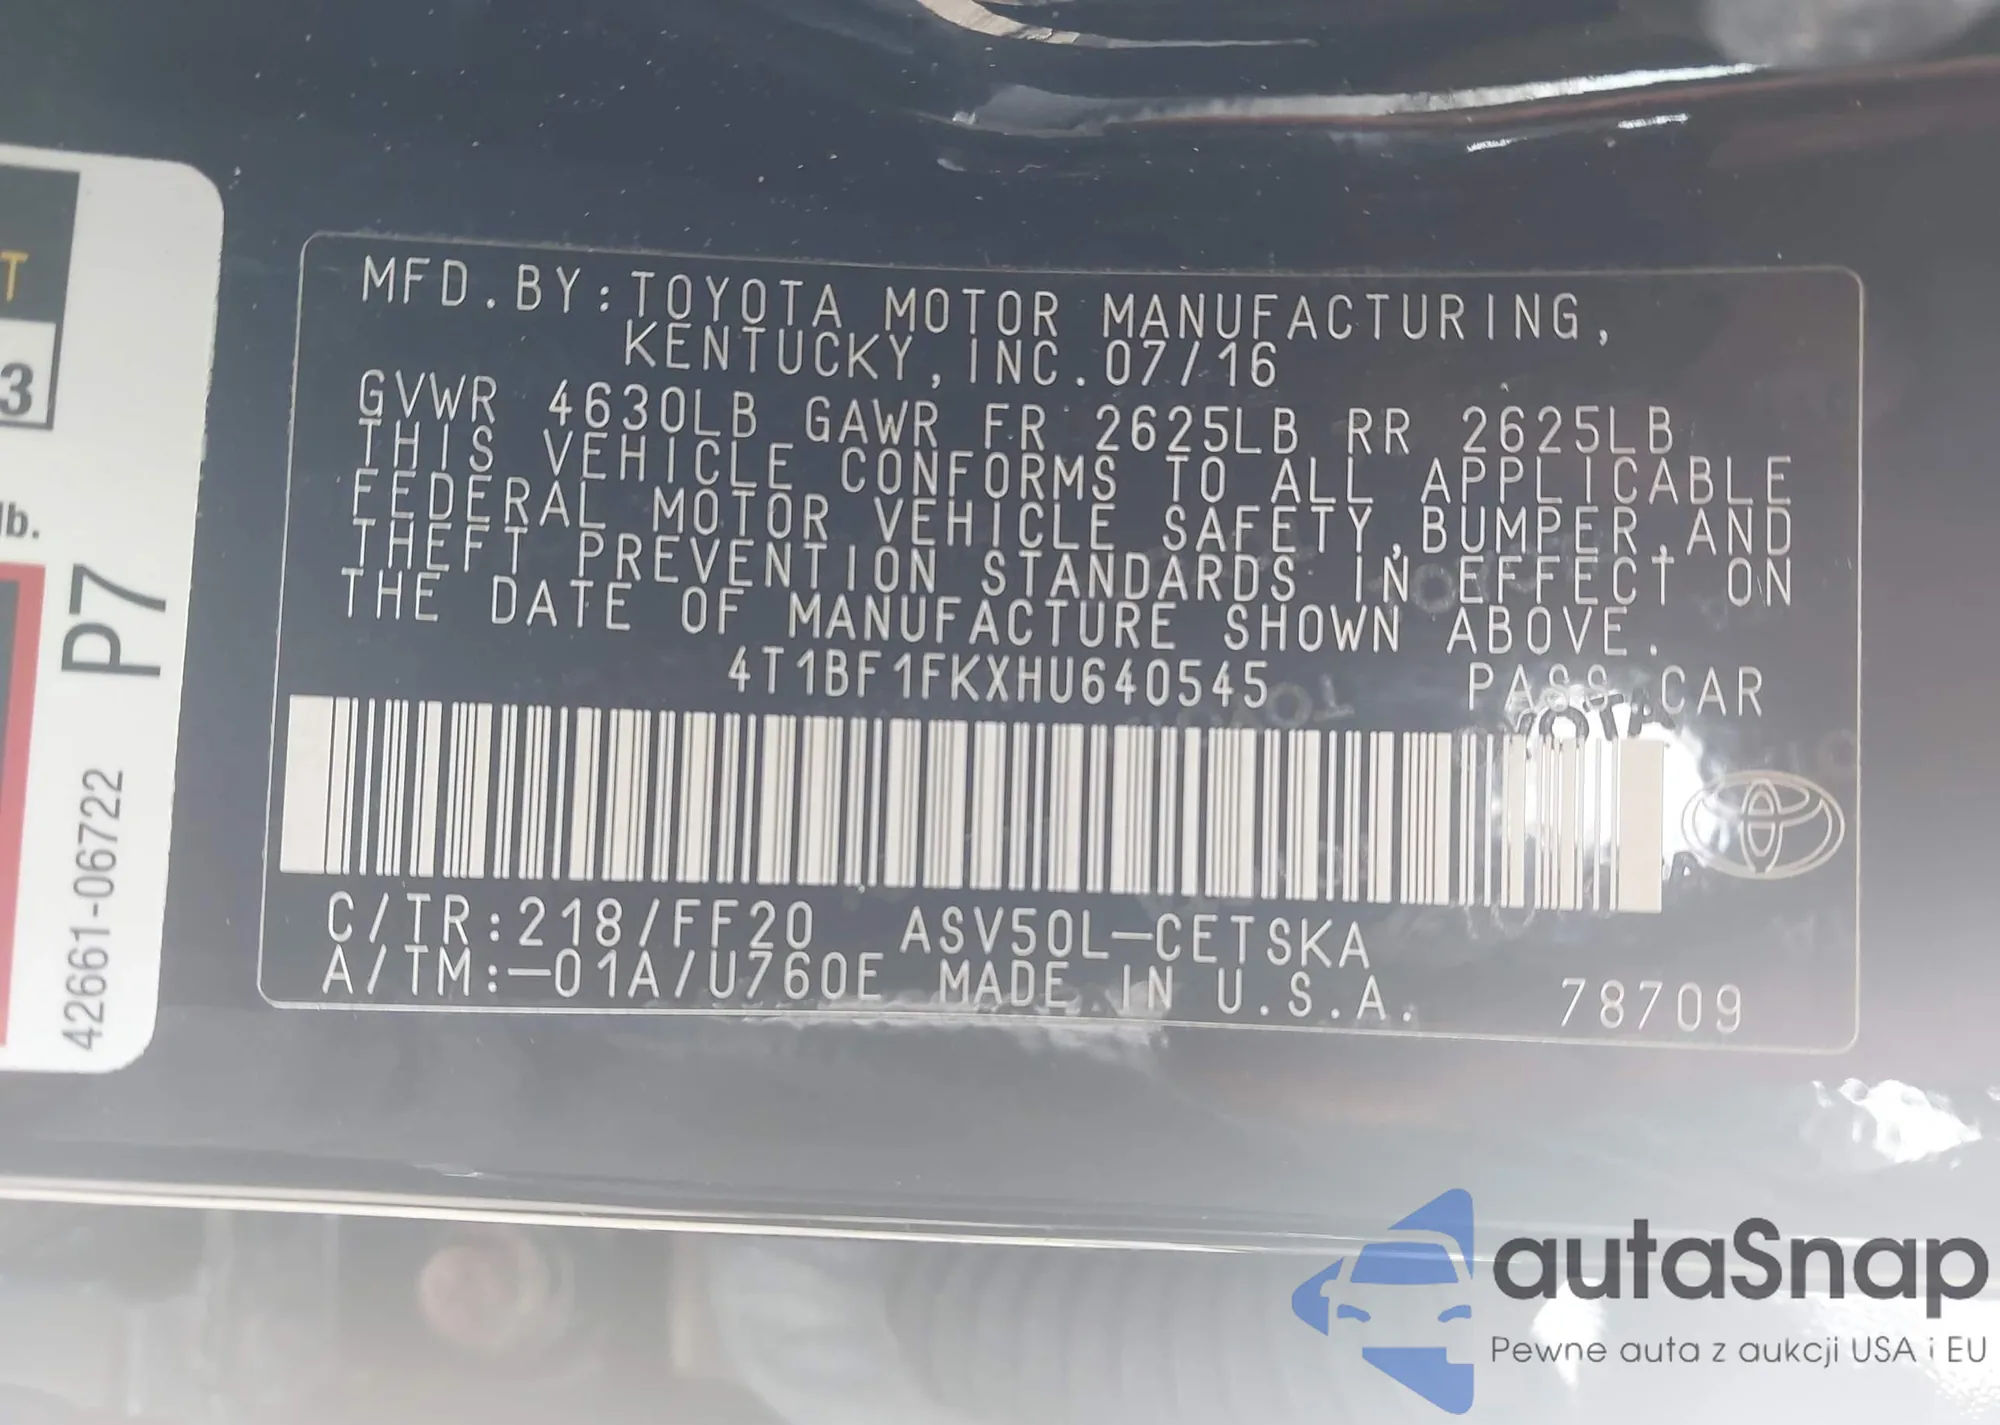 T
3
lb.
P7
42661-06722
MFD.BY:TOYOTA MOTOR MANUFACTURING,
KENTUCKY,INC.07/16
GVWR 4630LB GAWR FR 2625LB RR 2625LB
THIS VEHICLE CONFORMS TO ALL APPLICABLE
FEDERAL MOTOR VEHICLE SAFETY,BUMPER,AND
THEFT PREVENTION STANDARDS IN EFFECT ON
THE DATE OF MANUFACTURE SHOWN ABOVE.
4T1BF1FKXHU640545 PASS.CAR
C/TR:218/FF20 ASV50L-CETSKA
A/TM:-01A/U760E MADE IN U.S.A. 78709
autaSnap
Pewne auta z aukcji USA i EU